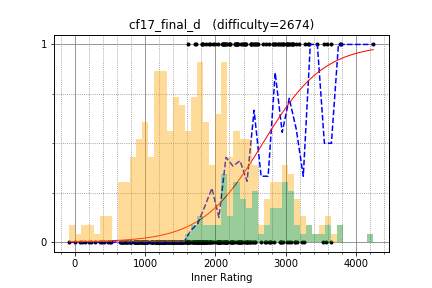 cf17_final_d (difficulty=2674)
1
0
0 1000 2000 3000 4000
Inner Rating